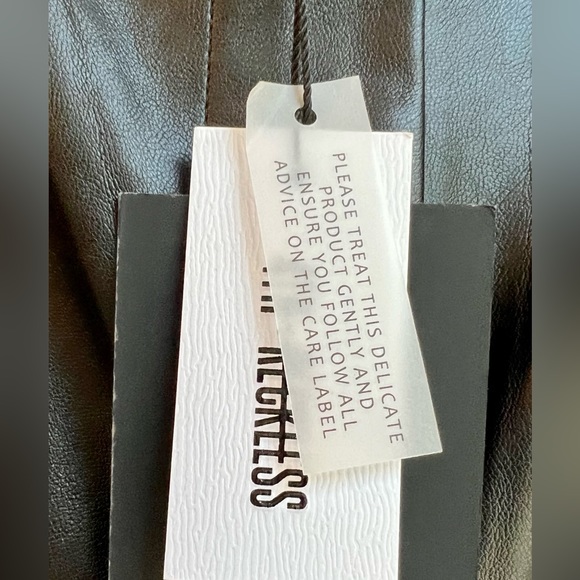 PLEASE TREAT THIS DELICATE
PRODUCT GENTLY AND
ENSURE YOU FOLLOW ALL
ADVICE ON THE CARE LABEL
RECKLESS